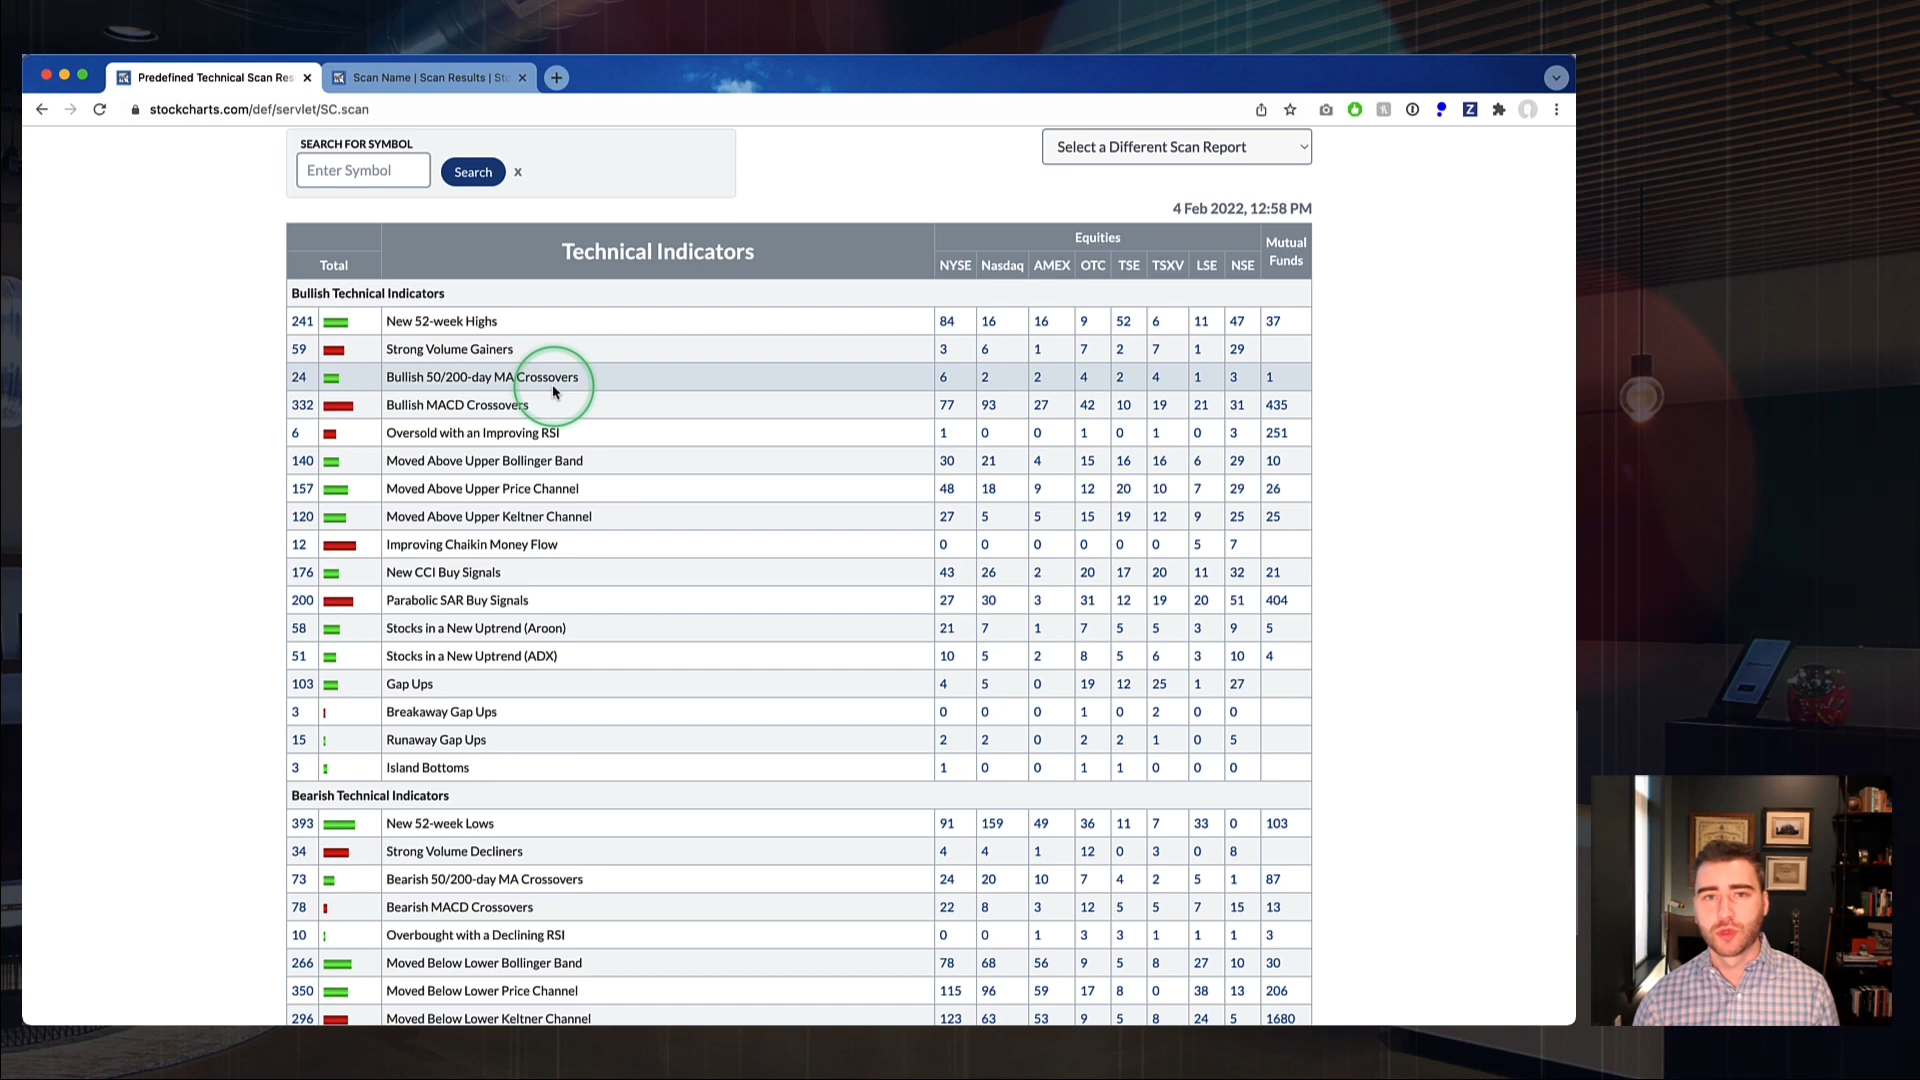 Predefined Technical Scan Res
Scan Name | Scan Results | Sto
stockcharts.com/def/servlet/SC.scan
SEARCH FOR SYMBOL
Enter Symbol
Search
x
Select a Different Scan Report
4 Feb 2022, 12:58 PM
Total Technical Indicators Equities Mutual Funds
NYSE Nasdaq AMEX OTC TSE TSXV LSE NSE
Bullish Technical Indicators
241 New 52-week Highs 84 16 16 9 52 6 11 47 37
59 Strong Volume Gainers 3 6 1 7 2 7 1 29
24 Bullish 50/200-day MA Crossovers 6 2 2 4 2 4 1 3 1
332 Bullish MACD Crossovers 77 93 27 42 10 19 21 31 435
6 Oversold with an Improving RSI 1 0 0 1 0 1 0 3 251
140 Moved Above Upper Bollinger Band 30 21 4 15 16 16 6 29 10
157 Moved Above Upper Price Channel 48 18 9 12 20 10 7 29 26
120 Moved Above Upper Keltner Channel 27 5 5 15 19 12 9 25 25
12 Improving Chaikin Money Flow 0 0 0 0 0 0 5 7
176 New CCI Buy Signals 43 26 2 20 17 20 11 32 21
200 Parabolic SAR Buy Signals 27 30 3 31 12 19 20 51 404
58 Stocks in a New Uptrend (Aroon) 21 7 1 7 5 5 3 9 5
51 Stocks in a New Uptrend (ADX) 10 5 2 8 5 6 3 10 4
103 Gap Ups 4 5 0 19 12 25 1 27
3 Breakaway Gap Ups 0 0 0 1 0 2 0 0
15 Runaway Gap Ups 2 2 0 2 2 1 0 5
3 Island Bottoms 1 0 0 1 1 0 0 0
Bearish Technical Indicators
393 New 52-week Lows 91 159 49 36 11 7 33 0 103
34 Strong Volume Decliners 4 4 1 12 0 3 0 8
73 Bearish 50/200-day MA Crossovers 24 20 10 7 4 2 5 1 87
78 Bearish MACD Crossovers 22 8 3 12 5 5 7 15 13
10 Overbought with a Declining RSI 0 0 1 3 3 1 1 1 3
266 Moved Below Lower Bollinger Band 78 68 56 9 5 8 27 10 30
350 Moved Below Lower Price Channel 115 96 59 17 8 0 38 13 206
296 Moved Below Lower Keltner Channel 123 63 53 9 5 8 24 5 1680